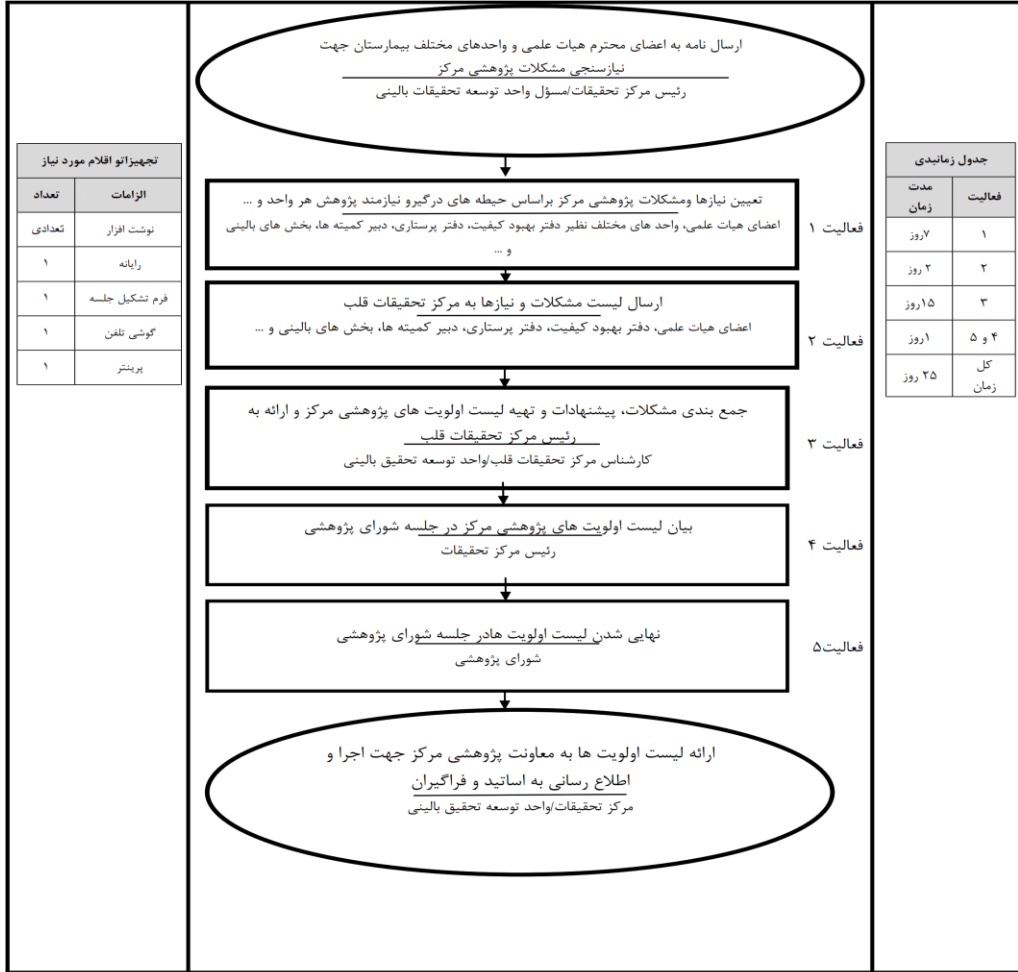 ارسال نامه به اعضای محترم هیات علمی و واحدهای مختلف بیمارستان جهت
نیازسنجی مشکلات پژوهشی مرکز
رئیس مرکز تحقیقات/مسؤل واحد توسعه تحقیقات بالینی
جدول زمانبدی
فعالیت مدت زمان
۱ ۷روز
۲ ۲ روز
۳ ۱۵روز
۴ و ۵ ۱روز
کل زمان ۲۵ روز
فعالیت ۱
تعیین نیازها ومشکلات پژوهشی مرکز براساس حیطه های درگیرو نیازمند پژوهش هر واحد و ...
اعضای هیات علمی، واحد های مختلف نظیر دفتر بهبود کیفیت، دفتر پرستاری، دبیر کمیته ها، بخش های بالینی
و ...
فعالیت ۲
ارسال لیست مشکلات و نیازها به مرکز تحقیقات قلب
اعضای هیات علمی، دفتر بهبود کیفیت، دفتر پرستاری، دبیر کمیته ها، بخش های بالینی و ...
فعالیت ۳
جمع بندی مشکلات، پیشنهادات و تهیه لیست اولویت های پژوهشی مرکز و ارائه به
رئیس مرکز تحقیقات قلب
کارشناس مرکز تحقیقات قلب/واحد توسعه تحقیق بالینی
فعالیت ۴
بیان لیست اولویت های پژوهشی مرکز در جلسه شورای پژوهشی
رئیس مرکز تحقیقات
فعالیت۵
نهایی شدن لیست اولویت هادر جلسه شورای پژوهشی
شورای پژوهشی
ارائه لیست اولویت ها به معاونت پژوهشی مرکز جهت اجرا و
اطلاع رسانی به اساتید و فراگیران
مرکز تحقیقات/واحد توسعه تحقیق بالینی
تجهیزاتو اقلام مورد نیاز
الزامات تعداد
نوشت افزار تعدادی
رایانه ۱
فرم تشکیل جلسه ۱
گوشی تلفن ۱
پرینتر ۱